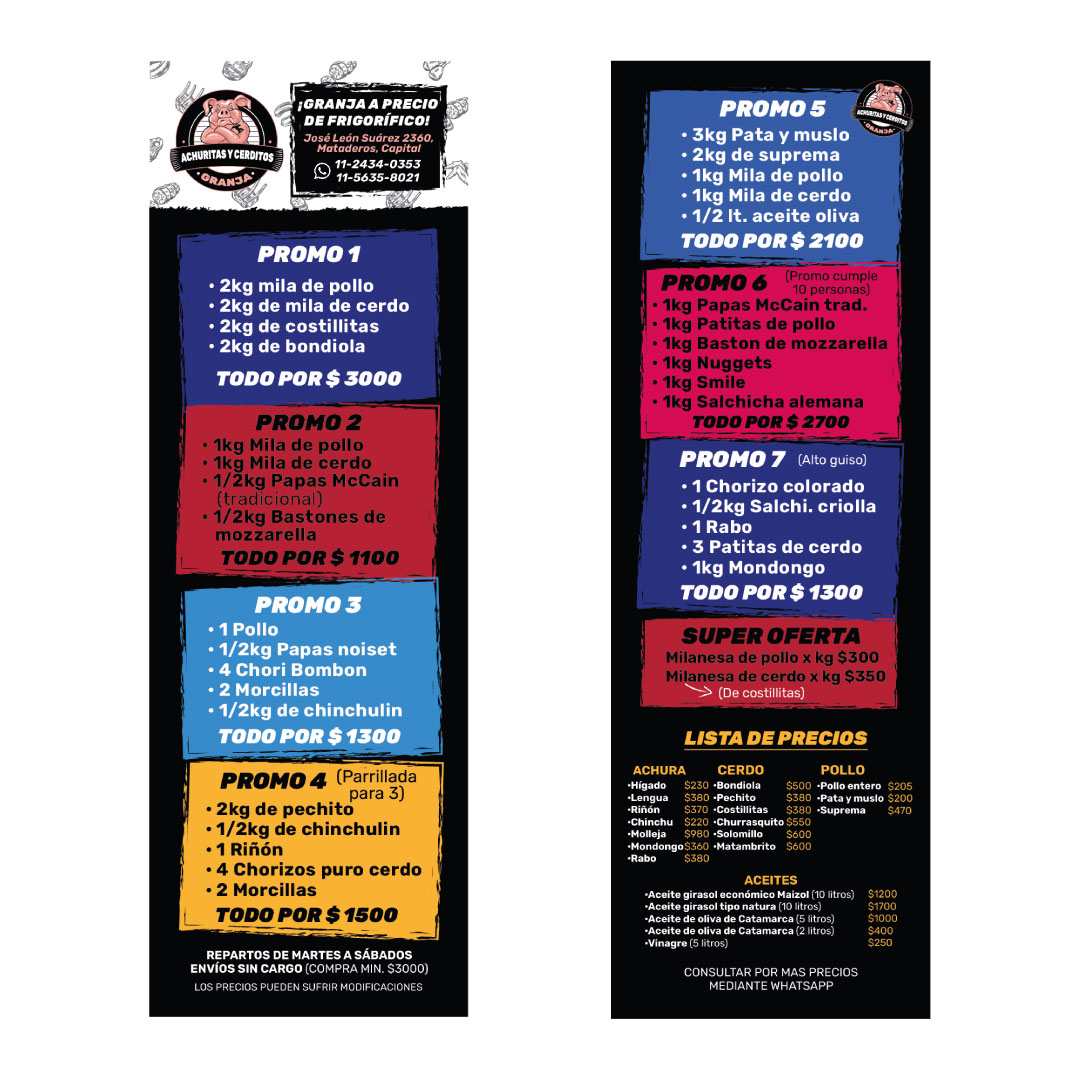 ACHURITAS Y CERDITOS
GRANJA
¡GRANJA A PRECIO
DE FRIGORÍFICO!
José León Suárez 2360,
Mataderos, Capital
11-2434-0353
11-5635-8021
PROMO 1
• 2kg mila de pollo
• 2kg de mila de cerdo
• 2kg de costillitas
• 2kg de bondiola
TODO POR $ 3000
PROMO 2
• 1kg Mila de pollo
• 1kg Mila de cerdo
• 1/2kg Papas McCain
(tradicional)
• 1/2kg Bastones de
mozzarella
TODO POR $ 1100
PROMO 3
• 1 Pollo
• 1/2kg Papas noiset
• 4 Chori Bombon
• 2 Morcillas
• 1/2kg de chinchulin
TODO POR $ 1300
PROMO 4 (Parrillada
para 3)
• 2kg de pechito
• 1/2kg de chinchulin
• 1 Riñón
• 4 Chorizos puro cerdo
• 2 Morcillas
TODO POR $ 1500
REPARTOS DE MARTES A SÁBADOS
ENVÍOS SIN CARGO (COMPRA MIN. $3000)
LOS PRECIOS PUEDEN SUFRIR MODIFICACIONES
ACHURITAS Y CERDITOS
GRANJA
PROMO 5
• 3kg Pata y muslo
• 2kg de suprema
• 1kg Mila de pollo
• 1kg Mila de cerdo
• 1/2 lt. aceite oliva
TODO POR $ 2100
PROMO 6 (Promo cumple
10 personas)
• 1kg Papas McCain trad.
• 1kg Patitas de pollo
• 1kg Baston de mozzarella
• 1kg Nuggets
• 1kg Smile
• 1kg Salchicha alemana
TODO POR $ 2700
PROMO 7 (Alto guiso)
• 1 Chorizo colorado
• 1/2kg Salchi. criolla
• 1 Rabo
• 3 Patitas de cerdo
• 1kg Mondongo
TODO POR $ 1300
SUPER OFERTA
Milanesa de pollo x kg $300
Milanesa de cerdo x kg $350
(De costillitas)
LISTA DE PRECIOS
ACHURA
•Hígado $230
•Lengua $380
•Riñón $370
•Chinchu $220
•Molleja $980
•Mondongo $360
•Rabo $380
CERDO
•Bondiola $500
•Pechito $380
•Costillitas $380
•Churrasquito $550
•Solomillo $600
•Matambrito $600
POLLO
•Pollo entero $205
•Pata y muslo $200
•Suprema $470
ACEITES
•Aceite girasol económico Maizol (10 litros) $1200
•Aceite girasol tipo natura (10 litros) $1700
•Aceite de oliva de Catamarca (5 litros) $1000
•Aceite de oliva de Catamarca (2 litros) $400
•Vinagre (5 litros) $250
CONSULTAR POR MAS PRECIOS
MEDIANTE WHATSAPP